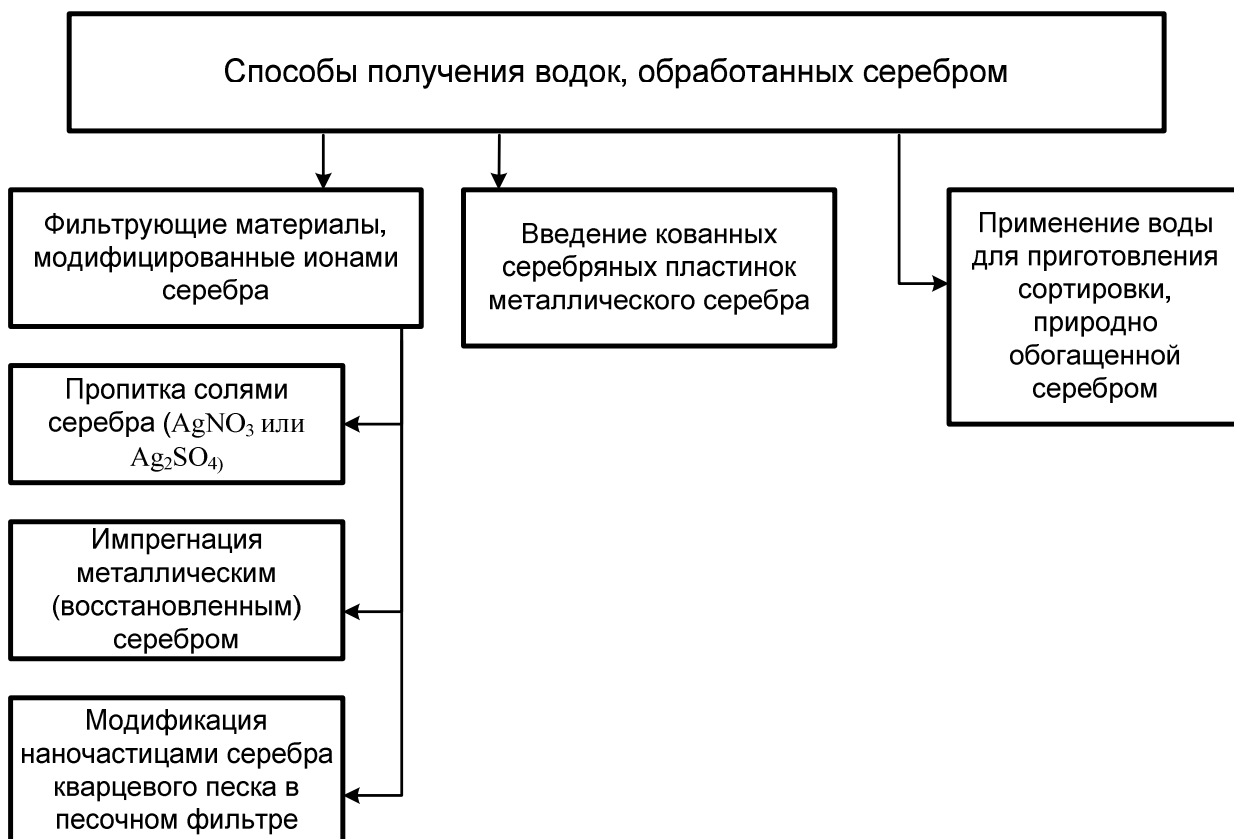 Способы получения водок, обработанных серебром
Фильтрующие материалы,
модифицированные ионами
серебра
Введение кованных
серебряных пластинок
металлического серебра
Применение воды
для приготовления
сортировки,
природно
обогащенной
серебром
Пропитка солями
серебра (AgNO₃ или
Ag₂SO₄)
Импрегнация
металлическим
(восстановленным)
серебром
Модификация
наночастицами серебра
кварцевого песка в
песочном фильтре